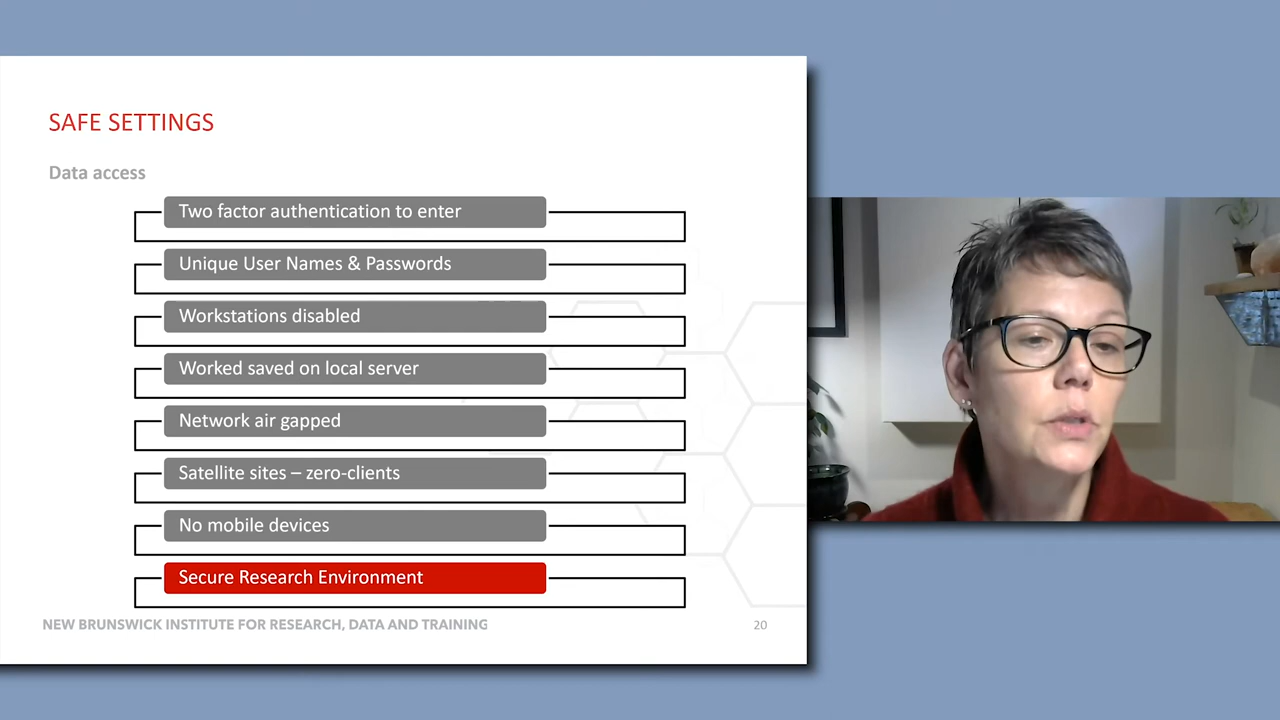 SAFE SETTINGS
Data access
Two factor authentication to enter
Unique User Names & Passwords
Workstations disabled
Worked saved on local server
Network air gapped
Satellite sites – zero-clients
No mobile devices
Secure Research Environment
NEW BRUNSWICK INSTITUTE FOR RESEARCH, DATA AND TRAINING
20